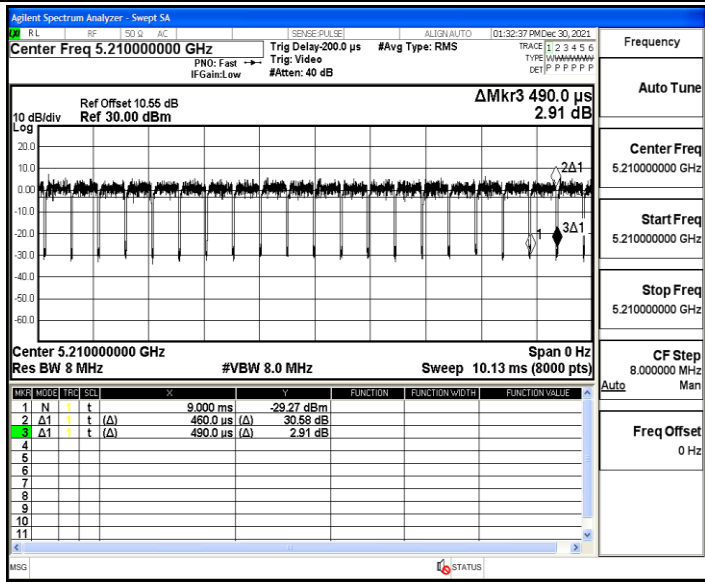 Agilent Spectrum Analyzer - Swept SA
LXI RL RF 50 Ω AC SENSE:PULSE ALIGN AUTO 01:32:37 PM Dec 30, 2021
Center Freq 5.210000000 GHz
PNO: Fast
IFGain:Low
Trig Delay-200.0 µs
Trig: Video
#Atten: 40 dB
#Avg Type: RMS
TRACE 1 2 3 4 5 6
TYPE WWWWWW
DET P P P P P P
Frequency
Auto Tune
Center Freq
5.210000000 GHz
Start Freq
5.210000000 GHz
Stop Freq
5.210000000 GHz
CF Step
8.000000 MHz
Auto Man
Freq Offset
0 Hz
ΔMkr3 490.0 µs
2.91 dB
Ref Offset 10.55 dB
10 dB/div Ref 30.00 dBm
Log
20.0
10.0
0.00
-10.0
-20.0
-30.0
-40.0
-50.0
-60.0
2Δ1
1
3Δ1
Center 5.210000000 GHz Span 0 Hz
Res BW 8 MHz #VBW 8.0 MHz Sweep 10.13 ms (8000 pts)
MKR MODE TRC SCL X Y FUNCTION FUNCTION WIDTH FUNCTION VALUE
1 N 1 t 9.000 ms -29.27 dBm
2 Δ1 1 t (Δ) 460.0 µs (Δ) 30.58 dB
3 Δ1 1 t (Δ) 490.0 µs (Δ) 2.91 dB
4
5
6
7
8
9
10
11
MSG STATUS